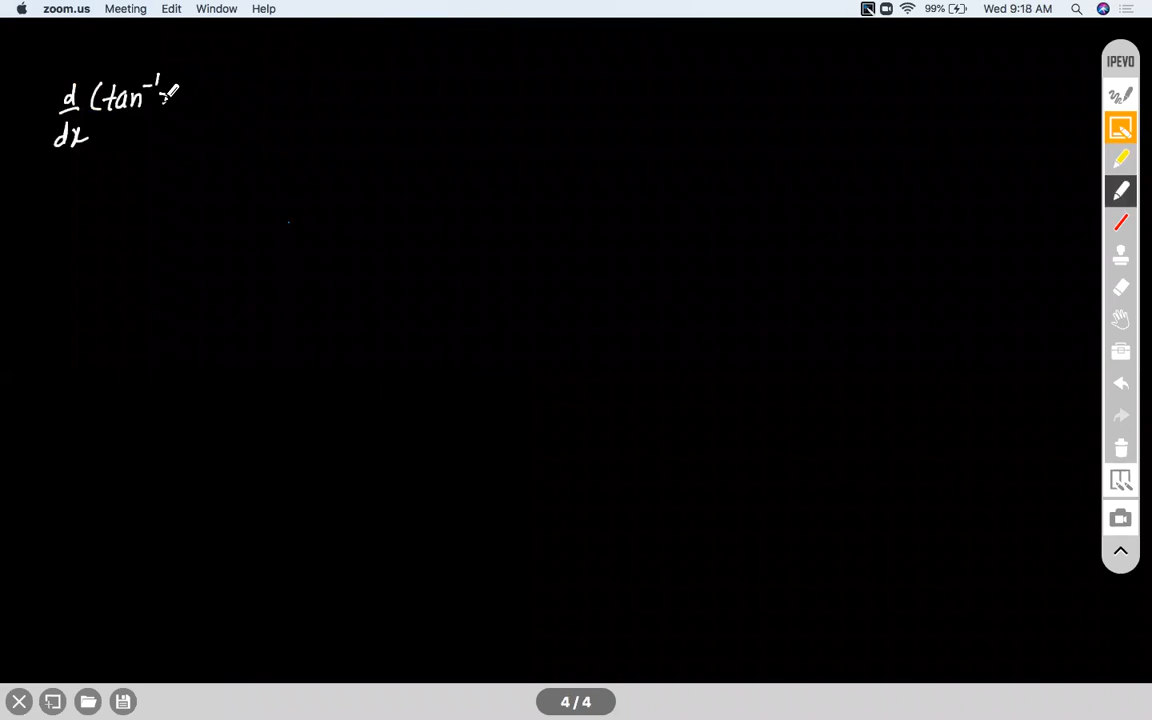 zoom.us Meeting Edit Window Help 99% Wed 9:18 AM
IPEVO
d (tan⁻¹
dx
4 / 4